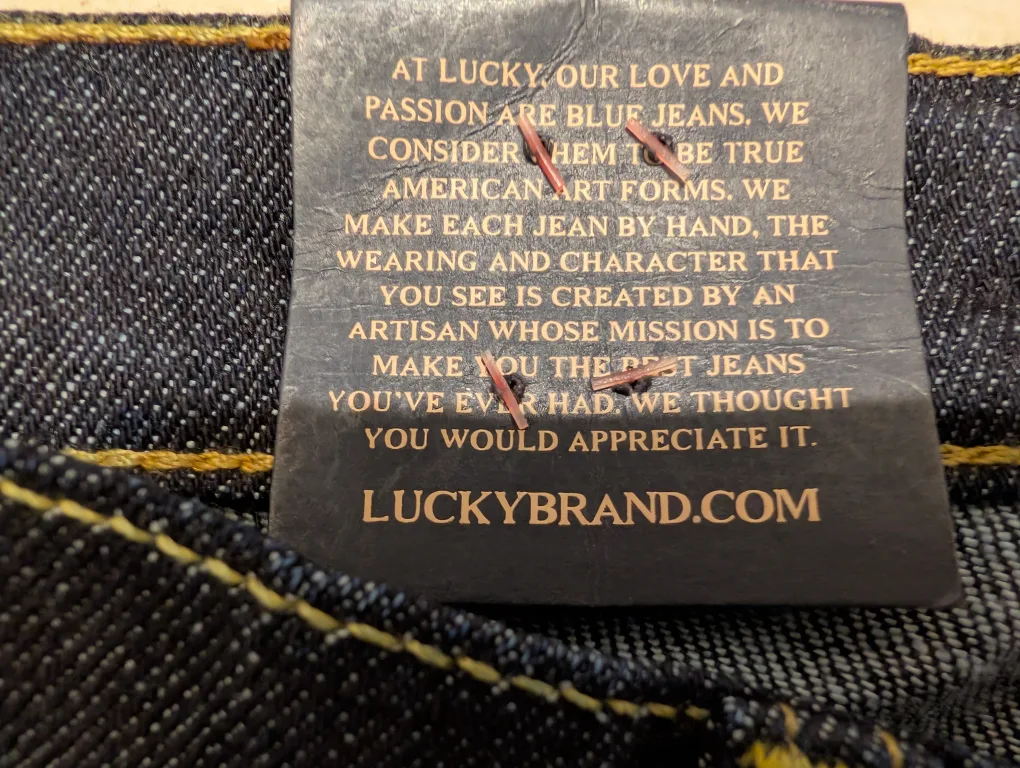 AT LUCKY, OUR LOVE AND
PASSION ARE BLUE JEANS. WE
CONSIDER THEM TO BE TRUE
AMERICAN ART FORMS. WE
MAKE EACH JEAN BY HAND, THE
WEARING AND CHARACTER THAT
YOU SEE IS CREATED BY AN
ARTISAN WHOSE MISSION IS TO
MAKE YOU THE BEST JEANS
YOU'VE EVER HAD. WE THOUGHT
YOU WOULD APPRECIATE IT.
LUCKYBRAND.COM